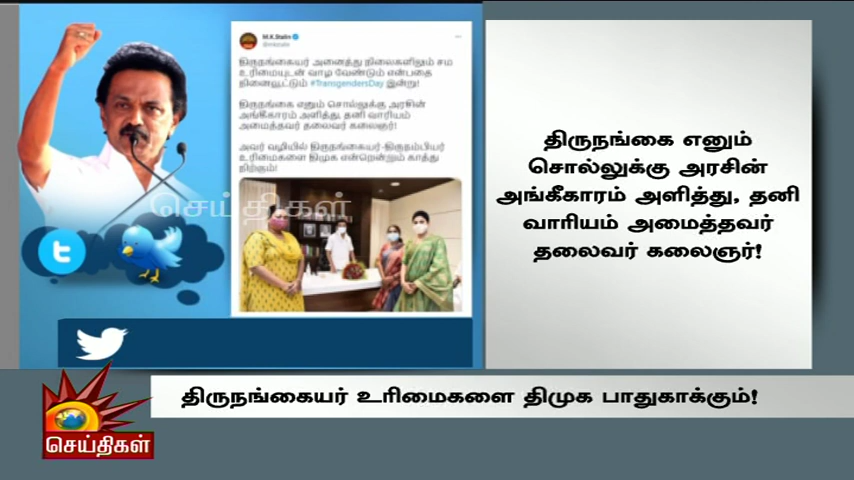 M.K.Stalin
@mkstalin
திருநங்கையர் அனைத்து நிலைகளிலும் சம
உரிமையுடன் வாழ வேண்டும் என்பதை
நினைவூட்டும் #TransgendersDay இன்று!
திருநங்கை எனும் சொல்லுக்கு அரசின்
அங்கீகாரம் அளித்து, தனி வாரியம்
அமைத்தவர் தலைவர் கலைஞர்!
அவர் வழியில் திருநங்கையர்-திருநம்பியர்
உரிமைகளை திமுக என்றென்றும் காத்து
நிற்கும்!
செய்திகள்
திருநங்கை எனும்
சொல்லுக்கு அரசின்
அங்கீகாரம் அளித்து, தனி
வாரியம் அமைத்தவர்
தலைவர் கலைஞர்!
திருநங்கையர் உரிமைகளை திமுக பாதுகாக்கும்!
செய்திகள்